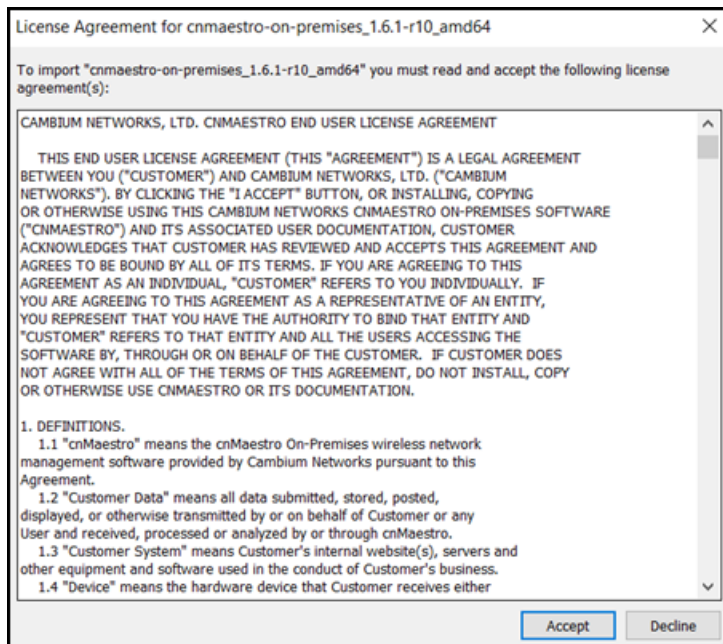 License Agreement for cnmaestro-on-premises_1.6.1-r10_amd64
To import "cnmaestro-on-premises_1.6.1-r10_amd64" you must read and accept the following license
agreement(s):
CAMBIUM NETWORKS, LTD. CNMAESTRO END USER LICENSE AGREEMENT
THIS END USER LICENSE AGREEMENT (THIS "AGREEMENT") IS A LEGAL AGREEMENT
BETWEEN YOU ("CUSTOMER") AND CAMBIUM NETWORKS, LTD. ("CAMBIUM
NETWORKS"). BY CLICKING THE "I ACCEPT" BUTTON, OR INSTALLING, COPYING
OR OTHERWISE USING THIS CAMBIUM NETWORKS CNMAESTRO ON-PREMISES SOFTWARE
("CNMAESTRO") AND ITS ASSOCIATED USER DOCUMENTATION, CUSTOMER
ACKNOWLEDGES THAT CUSTOMER HAS REVIEWED AND ACCEPTS THIS AGREEMENT AND
AGREES TO BE BOUND BY ALL OF ITS TERMS. IF YOU ARE AGREEING TO THIS
AGREEMENT AS AN INDIVIDUAL, "CUSTOMER" REFERS TO YOU INDIVIDUALLY. IF
YOU ARE AGREEING TO THIS AGREEMENT AS A REPRESENTATIVE OF AN ENTITY,
YOU REPRESENT THAT YOU HAVE THE AUTHORITY TO BIND THAT ENTITY AND
"CUSTOMER" REFERS TO THAT ENTITY AND ALL THE USERS ACCESSING THE
SOFTWARE BY, THROUGH OR ON BEHALF OF THE CUSTOMER. IF CUSTOMER DOES
NOT AGREE WITH ALL OF THE TERMS OF THIS AGREEMENT, DO NOT INSTALL, COPY
OR OTHERWISE USE CNMAESTRO OR ITS DOCUMENTATION.
1. DEFINITIONS.
1.1 "cnMaestro" means the cnMaestro On-Premises wireless network
management software provided by Cambium Networks pursuant to this
Agreement.
1.2 "Customer Data" means all data submitted, stored, posted,
displayed, or otherwise transmitted by or on behalf of Customer or any
User and received, processed or analyzed by or through cnMaestro.
1.3 "Customer System" means Customer's internal website(s), servers and
other equipment and software used in the conduct of Customer's business.
1.4 "Device" means the hardware device that Customer receives either
Accept Decline